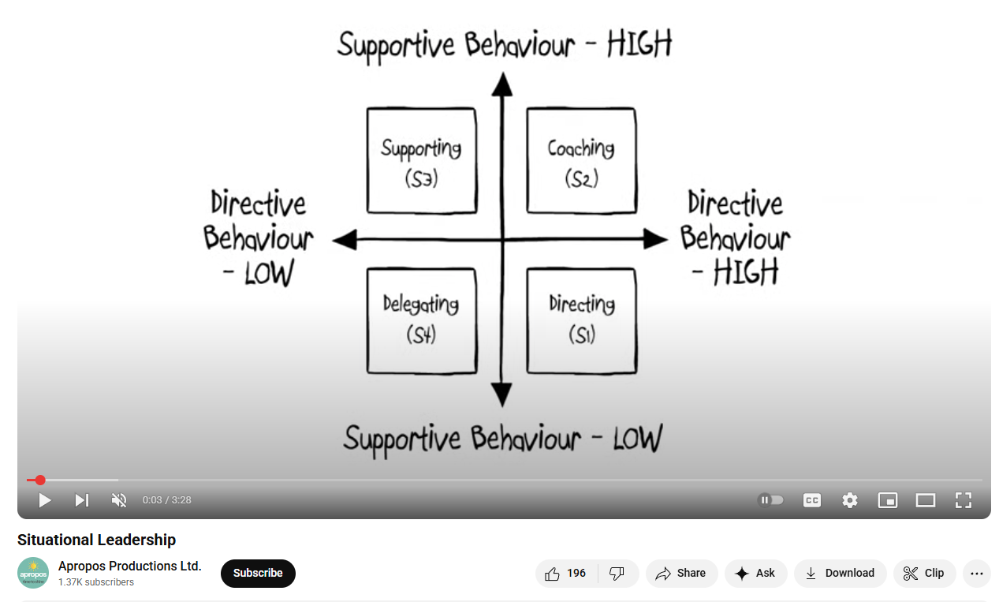 Supportive Behaviour - HIGH
Supporting
(S3)
Coaching
(S2)
Directive
Behaviour
- LOW
Directive
Behaviour
- HIGH
Delegating
(S4)
Directing
(S1)
Supportive Behaviour - LOW
0:03 / 3:28
CC
Situational Leadership
apropos
Apropos Productions Ltd.
1.37K subscribers
Subscribe
196
Share
Ask
Download
Clip